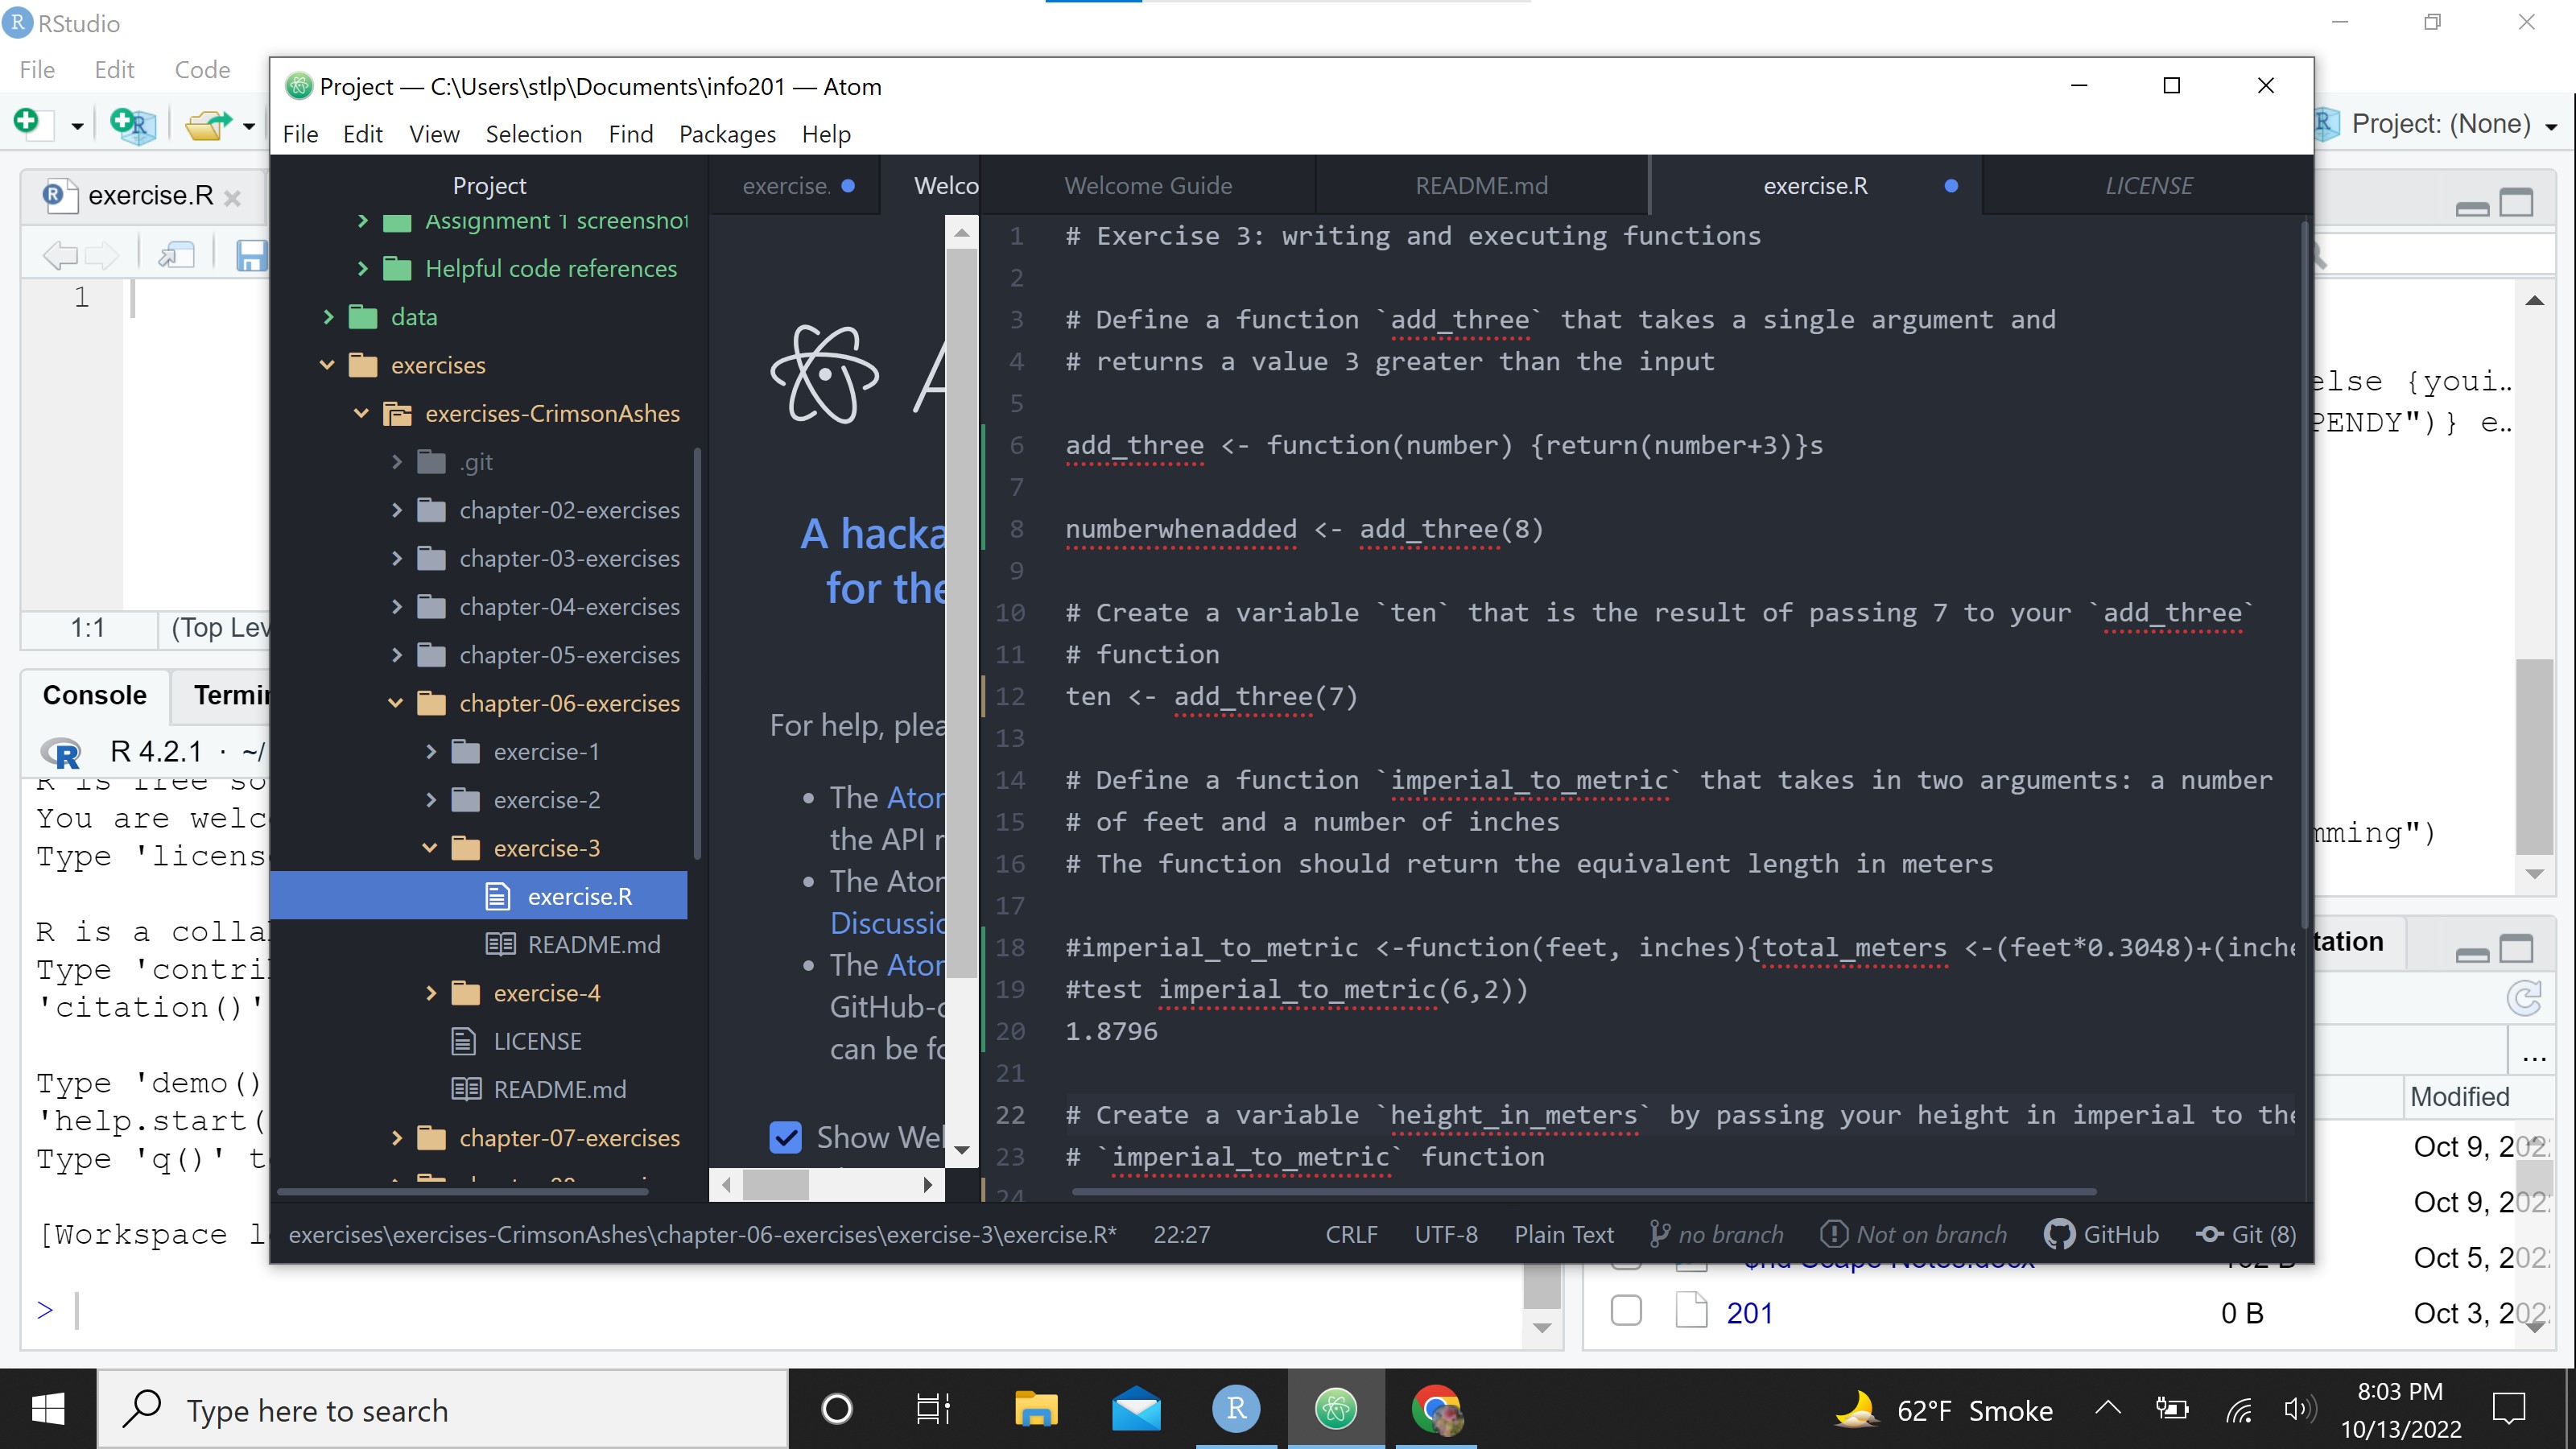 RStudio
File Edit Code
Project: (None)
exercise.R
1
1:1 (Top Lev
Console Termin
R 4.2.1 · ~/
R is free so
You are welc
Type 'licens
R is a colla
Type 'contri
'citation()'
Type 'demo()
'help.start(
Type 'q()' t
[Workspace l
>
Project — C:\Users\stlp\Documents\info201 — Atom
File Edit View Selection Find Packages Help
Project
Assignment 1 screenshot
Helpful code references
data
exercises
exercises-CrimsonAshes
.git
chapter-02-exercises
chapter-03-exercises
chapter-04-exercises
chapter-05-exercises
chapter-06-exercises
exercise-1
exercise-2
exercise-3
exercise.R
README.md
exercise-4
LICENSE
README.md
chapter-07-exercises
exercise. Welco
A hacka
for the
For help, plea
The Ator
the API r
The Ator
Discussio
The Ator
GitHub-o
can be fo
Show Wel
Welcome Guide README.md exercise.R LICENSE
1 # Exercise 3: writing and executing functions
2
3 # Define a function `add_three` that takes a single argument and
4 # returns a value 3 greater than the input
5
6 add_three <- function(number) {return(number+3)}s
7
8 numberwhenadded <- add_three(8)
9
10 # Create a variable `ten` that is the result of passing 7 to your `add_three`
11 # function
12 ten <- add_three(7)
13
14 # Define a function `imperial_to_metric` that takes in two arguments: a number
15 # of feet and a number of inches
16 # The function should return the equivalent length in meters
17
18 #imperial_to_metric <-function(feet, inches){total_meters <-(feet*0.3048)+(inche
19 #test imperial_to_metric(6,2))
20 1.8796
21
22 # Create a variable `height_in_meters` by passing your height in imperial to the
23 # `imperial_to_metric` function
24
exercises\exercises-CrimsonAshes\chapter-06-exercises\exercise-3\exercise.R* 22:27 CRLF UTF-8 Plain Text no branch Not on branch GitHub Git (8)
else {youi…
PENDY")} e…
mming")
tation
...
Modified
Oct 9, 202
Oct 9, 202
Oct 5, 202
201 0 B Oct 3, 202
Type here to search
62°F Smoke
8:03 PM
10/13/2022